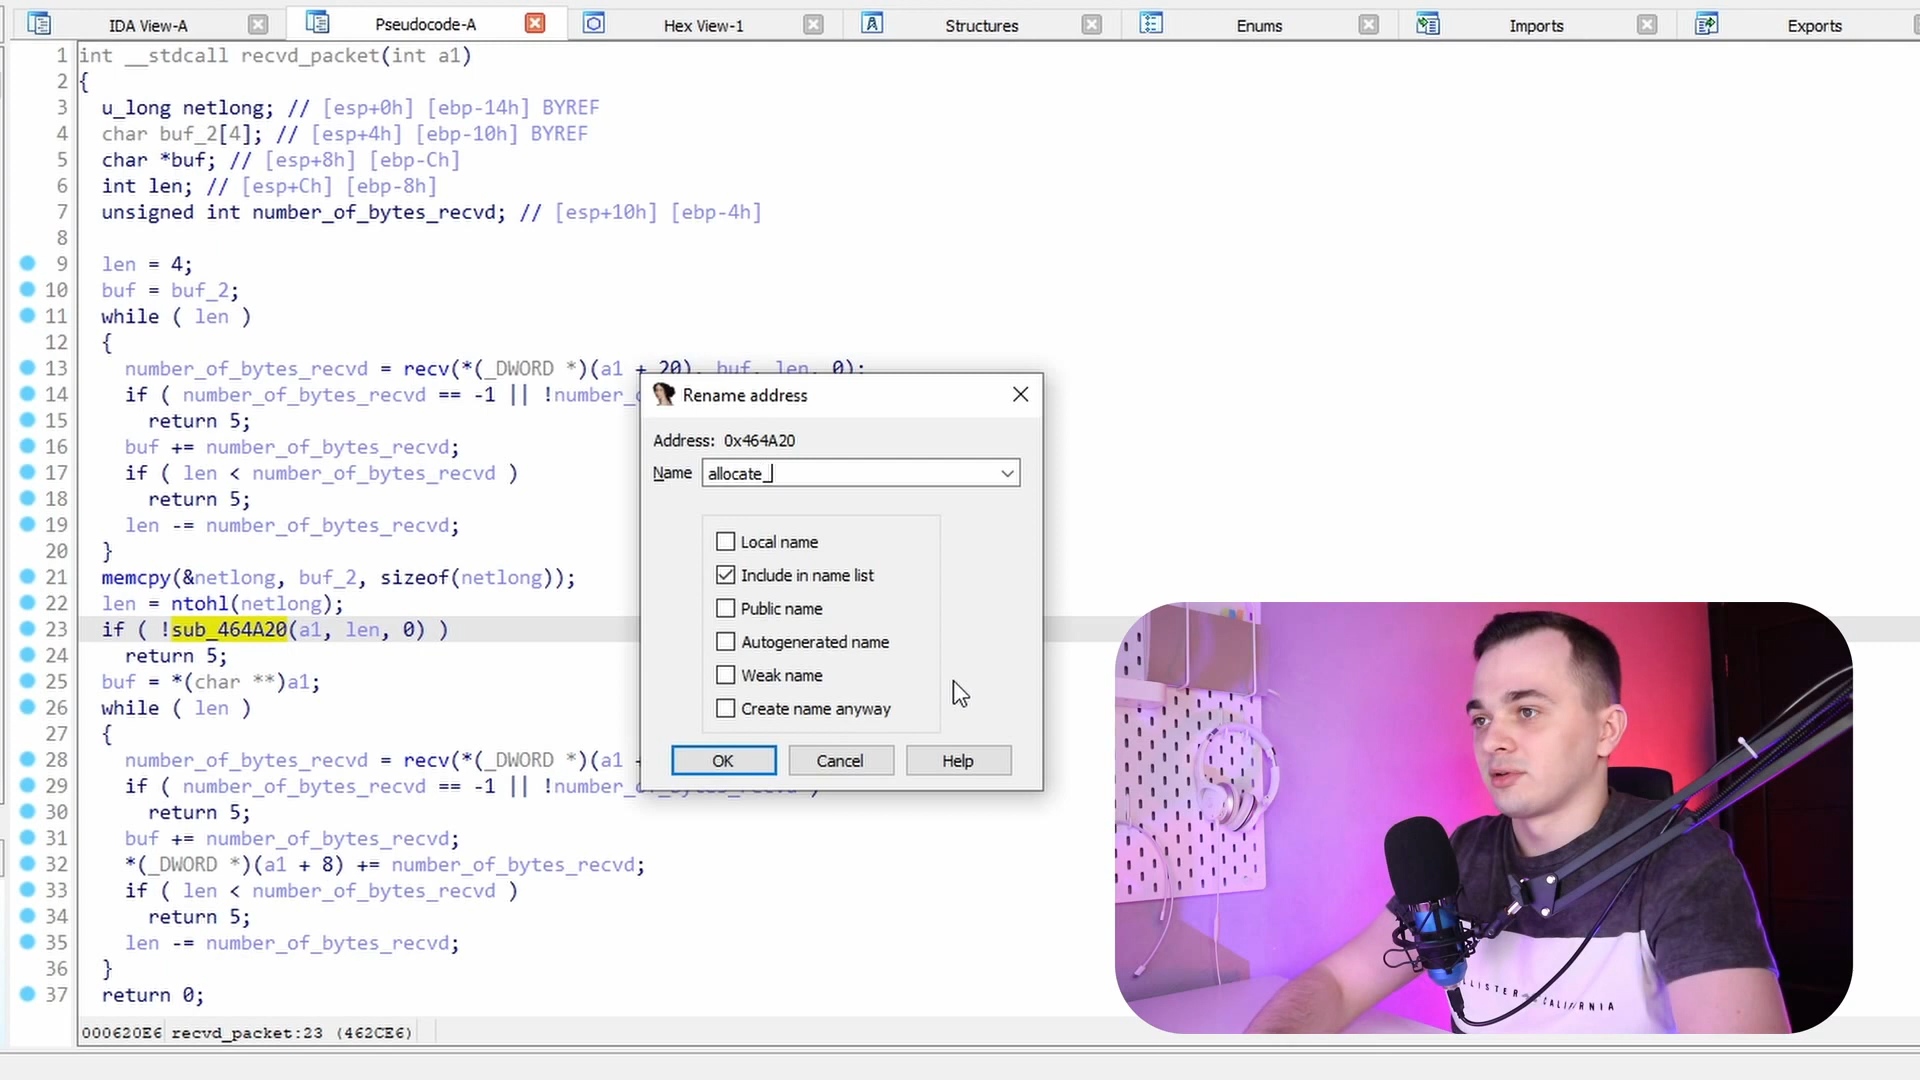 IDA View-A
Pseudocode-A
Hex View-1
Structures
Enums
Imports
Exports
1 int __stdcall recvd_packet(int a1)
2 {
3 u_long netlong; // [esp+0h] [ebp-14h] BYREF
4 char buf_2[4]; // [esp+4h] [ebp-10h] BYREF
5 char *buf; // [esp+8h] [ebp-Ch]
6 int len; // [esp+Ch] [ebp-8h]
7 unsigned int number_of_bytes_recvd; // [esp+10h] [ebp-4h]
8
9 len = 4;
10 buf = buf_2;
11 while ( len )
12 {
13 number_of_bytes_recvd = recv(*(_DWORD *)(a1 + 20), buf, len, 0);
14 if ( number_of_bytes_recvd == -1 || !number_
15 return 5;
16 buf += number_of_bytes_recvd;
17 if ( len < number_of_bytes_recvd )
18 return 5;
19 len -= number_of_bytes_recvd;
20 }
21 memcpy(&netlong, buf_2, sizeof(netlong));
22 len = ntohl(netlong);
23 if ( !sub_464A20(a1, len, 0) )
24 return 5;
25 buf = *(char **)a1;
26 while ( len )
27 {
28 number_of_bytes_recvd = recv(*(_DWORD *)(a1
29 if ( number_of_bytes_recvd == -1 || !number_of_bytes_recvd )
30 return 5;
31 buf += number_of_bytes_recvd;
32 *(_DWORD *)(a1 + 8) += number_of_bytes_recvd;
33 if ( len < number_of_bytes_recvd )
34 return 5;
35 len -= number_of_bytes_recvd;
36 }
37 return 0;
000620E6 recvd_packet:23 (462CE6)
Rename address
Address: 0x464A20
Name allocate_
Local name
Include in name list
Public name
Autogenerated name
Weak name
Create name anyway
OK
Cancel
Help